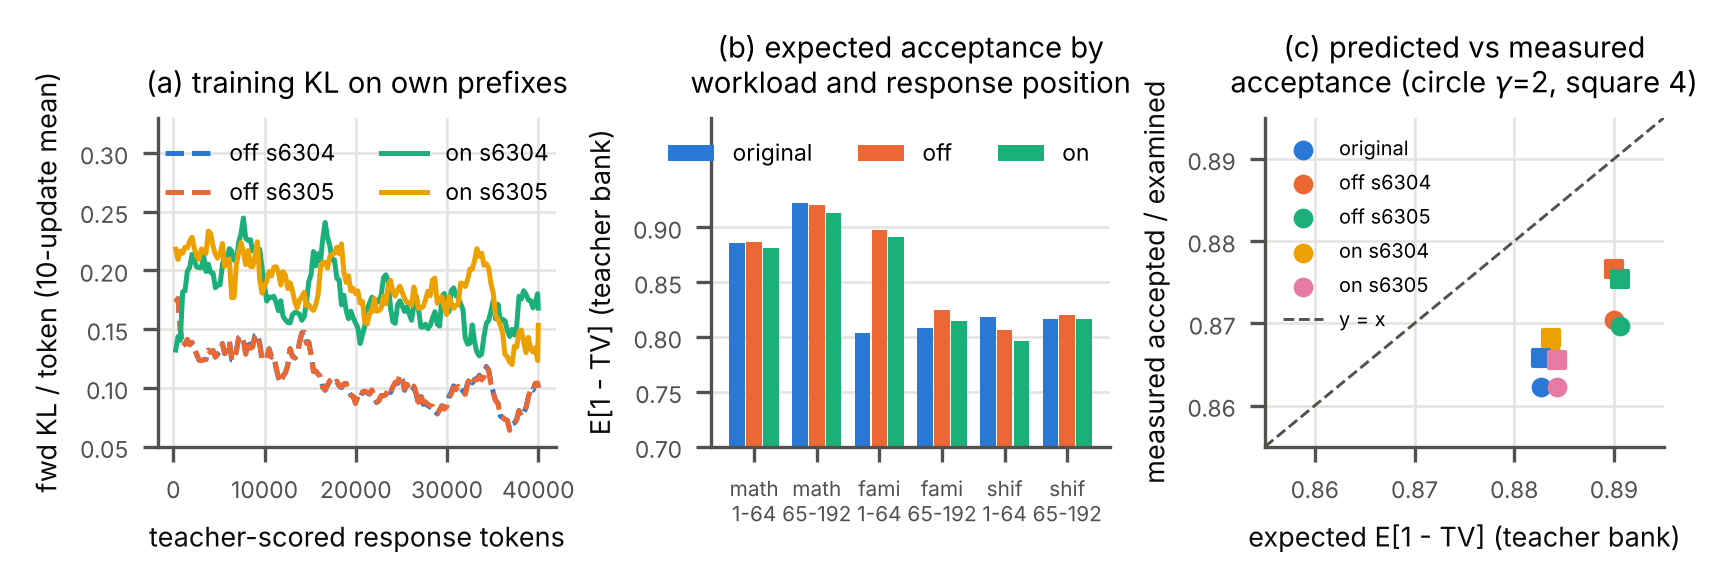 (a) training KL on own prefixes
fwd KL / token (10-update mean)
off s6304
on s6304
off s6305
on s6305
0.30
0.25
0.20
0.15
0.10
0.05
0
10000
20000
30000
40000
teacher-scored response tokens
(b) expected acceptance by
workload and response position
E[1 - TV] (teacher bank)
original
off
on
0.90
0.85
0.80
0.75
0.70
math
1-64
math
65-192
fami
1-64
fami
65-192
shif
1-64
shif
65-192
(c) predicted vs measured
acceptance (circle γ=2, square 4)
measured accepted / examined
original
off s6304
off s6305
on s6304
on s6305
y = x
0.89
0.88
0.87
0.86
0.86
0.87
0.88
0.89
expected E[1 - TV] (teacher bank)